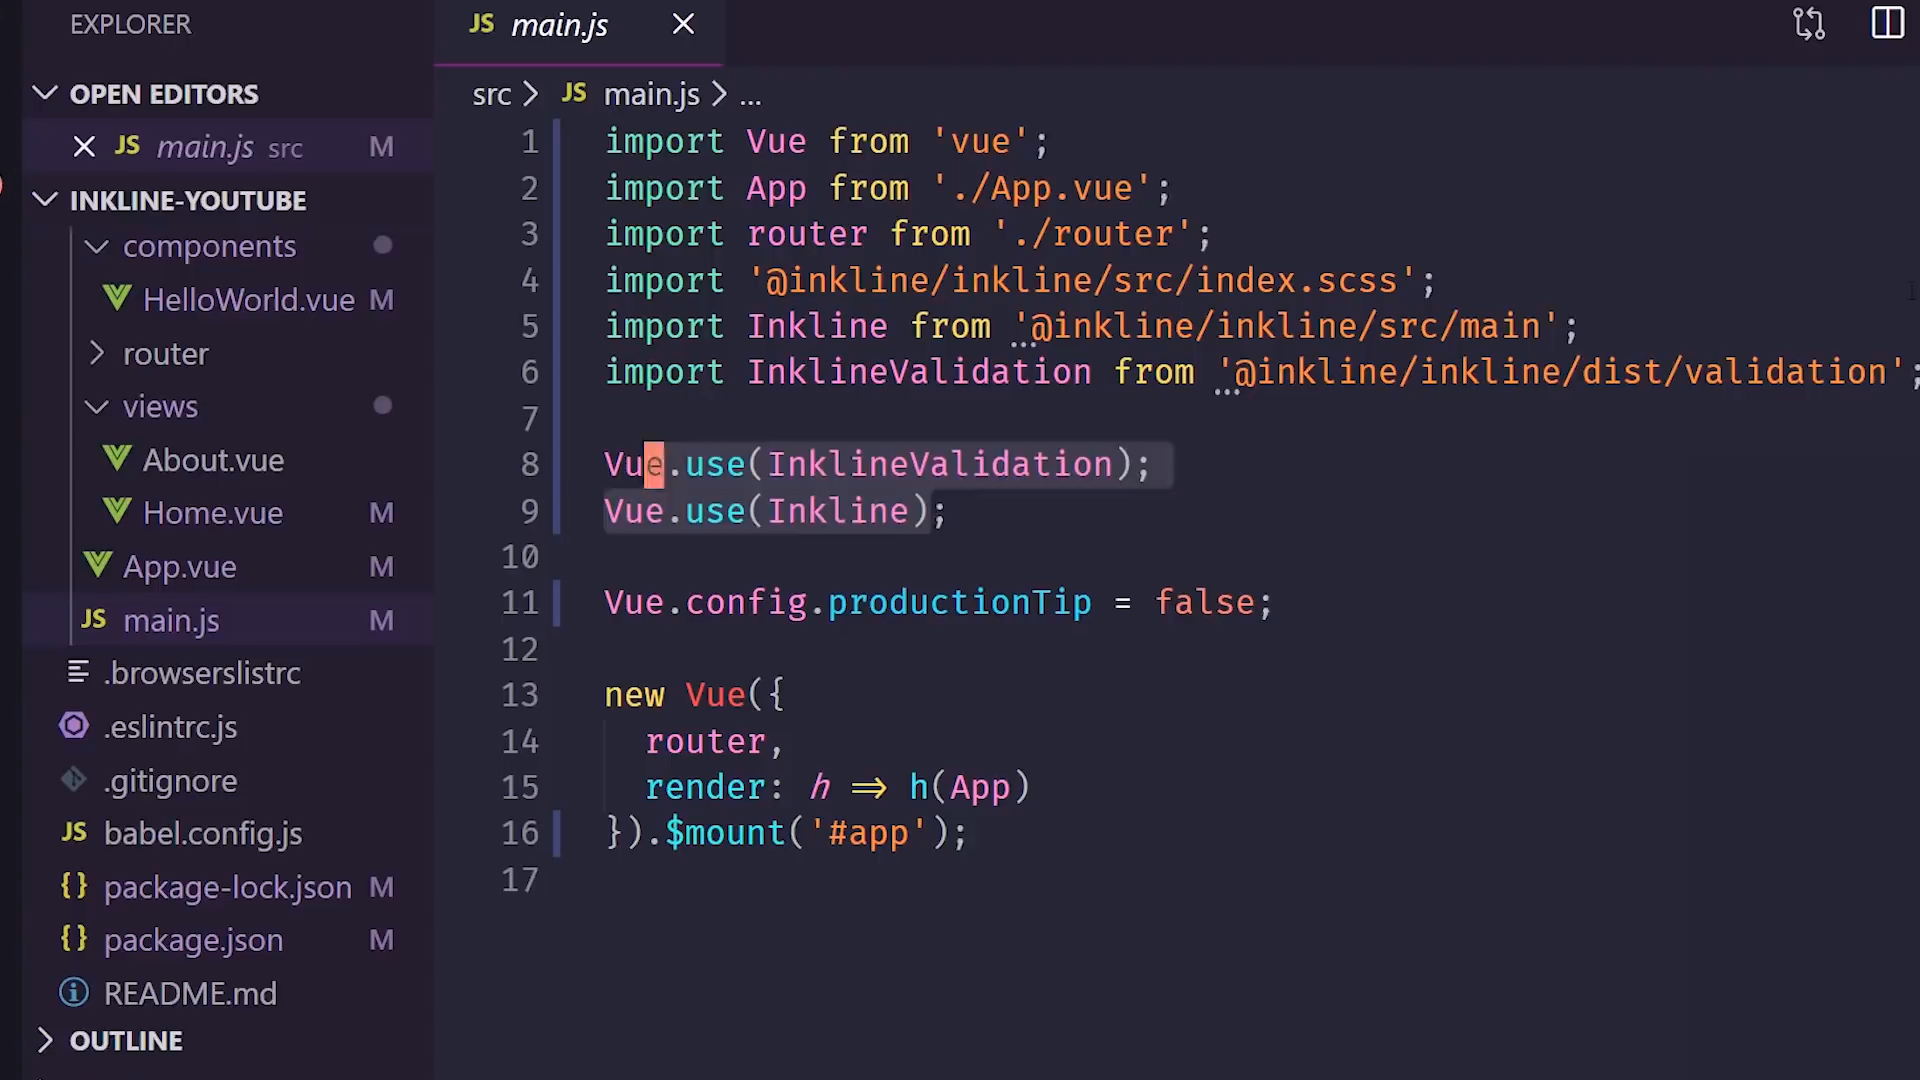 EXPLORER
OPEN EDITORS
JS main.js src M
INKLINE-YOUTUBE
components
HelloWorld.vue M
router
views
About.vue
Home.vue M
App.vue M
JS main.js M
.browserslistrc
.eslintrc.js
.gitignore
JS babel.config.js
{} package-lock.json M
{} package.json M
README.md
OUTLINE
JS main.js
src > JS main.js > ...
1 import Vue from 'vue';
2 import App from './App.vue';
3 import router from './router';
4 import '@inkline/inkline/src/index.scss';
5 import Inkline from '@inkline/inkline/src/main';
6 import InklineValidation from '@inkline/inkline/dist/validation';
7
8 Vue.use(InklineValidation);
9 Vue.use(Inkline);
10
11 Vue.config.productionTip = false;
12
13 new Vue({
14 router,
15 render: h => h(App)
16 }).$mount('#app');
17